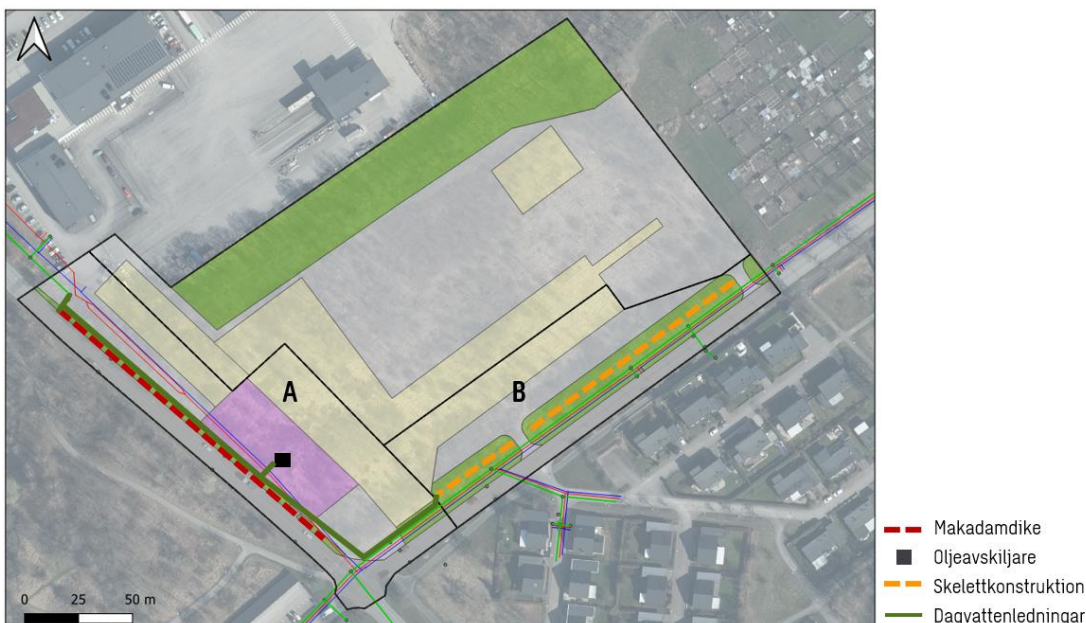 A
B
0 25 50 m
Makadamdike
Oljeavskiljare
Skelettkonstruktion
Dagvattenledningar